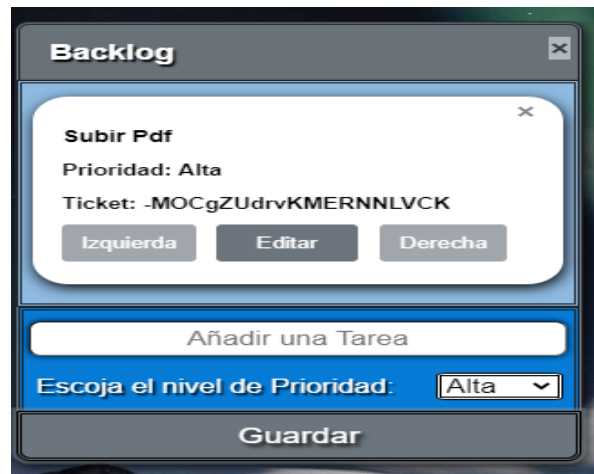 Backlog ×
×
Subir Pdf
Prioridad: Alta
Ticket: -MOCgZUdrvKMERNNLVCK
Izquierda Editar Derecha
Añadir una Tarea
Escoja el nivel de Prioridad: Alta
Guardar